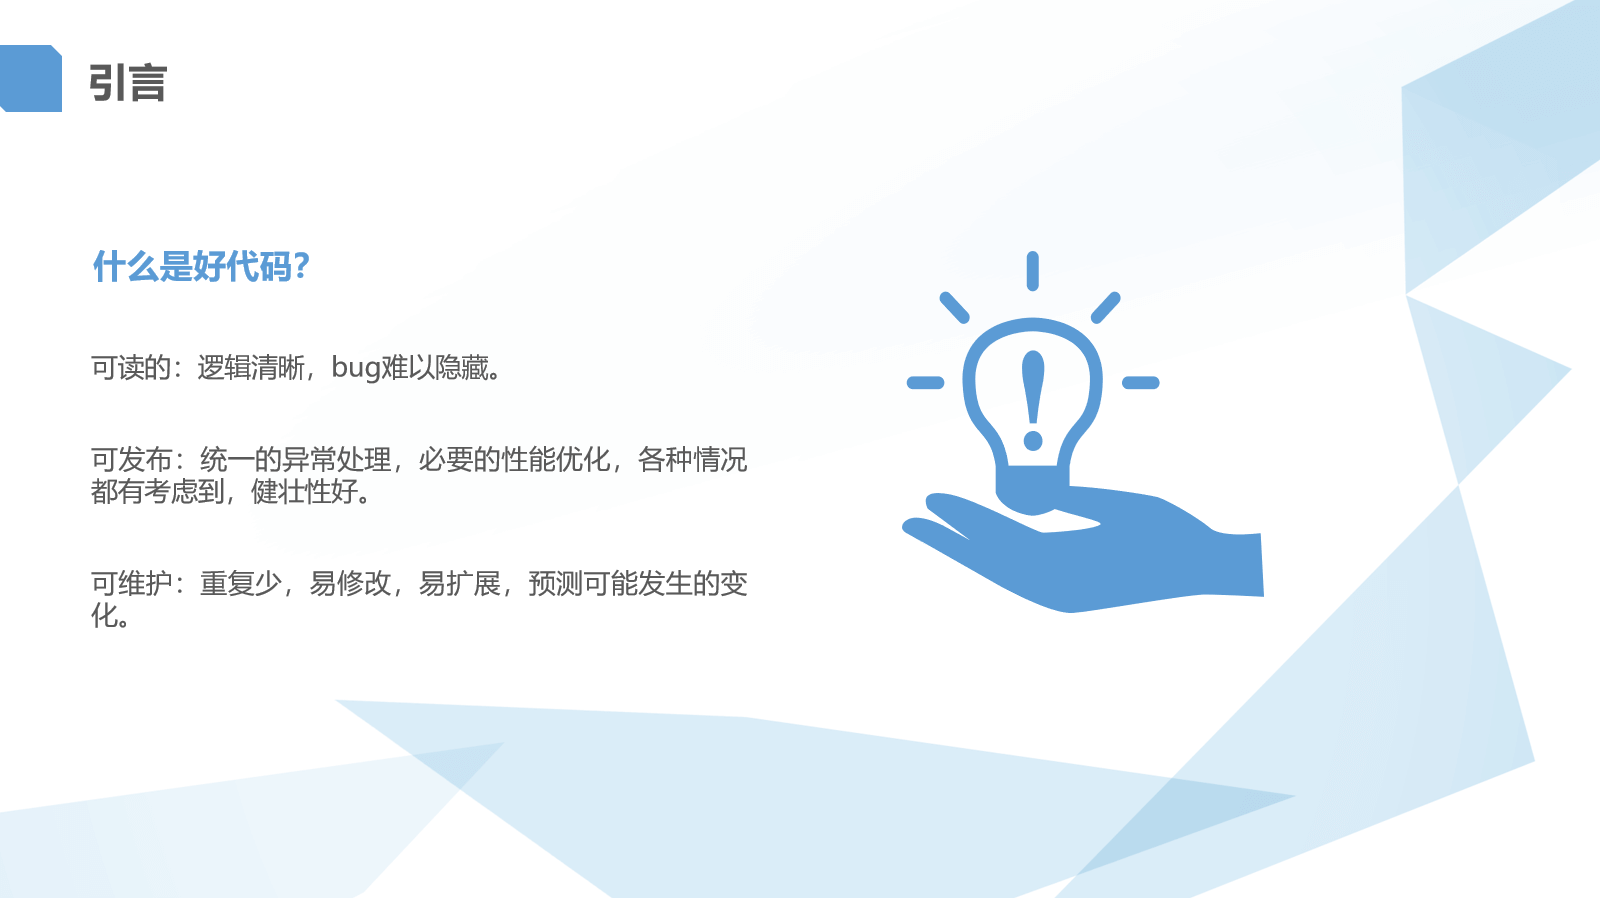 引言
什么是好代码?
可读的：逻辑清晰，bug难以隐藏。
可发布：统一的异常处理，必要的性能优化，各种情况
都有考虑到，健壮性好。
可维护：重复少，易修改，易扩展，预测可能发生的变
化。